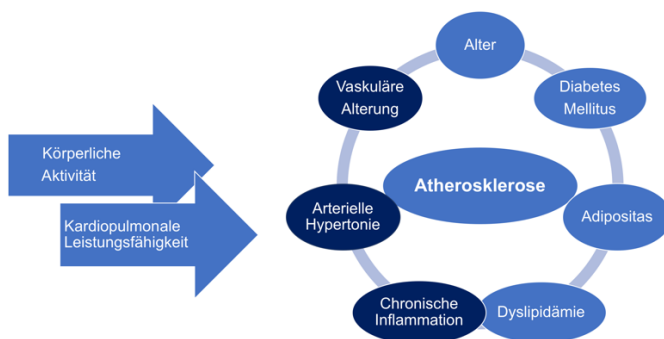 Körperliche
Aktivität
Kardiopulmonale
Leistungsfähigkeit
Alter
Vaskuläre
Alterung
Diabetes
Mellitus
Atherosklerose
Arterielle
Hypertonie
Adipositas
Chronische
Inflammation
Dyslipidämie